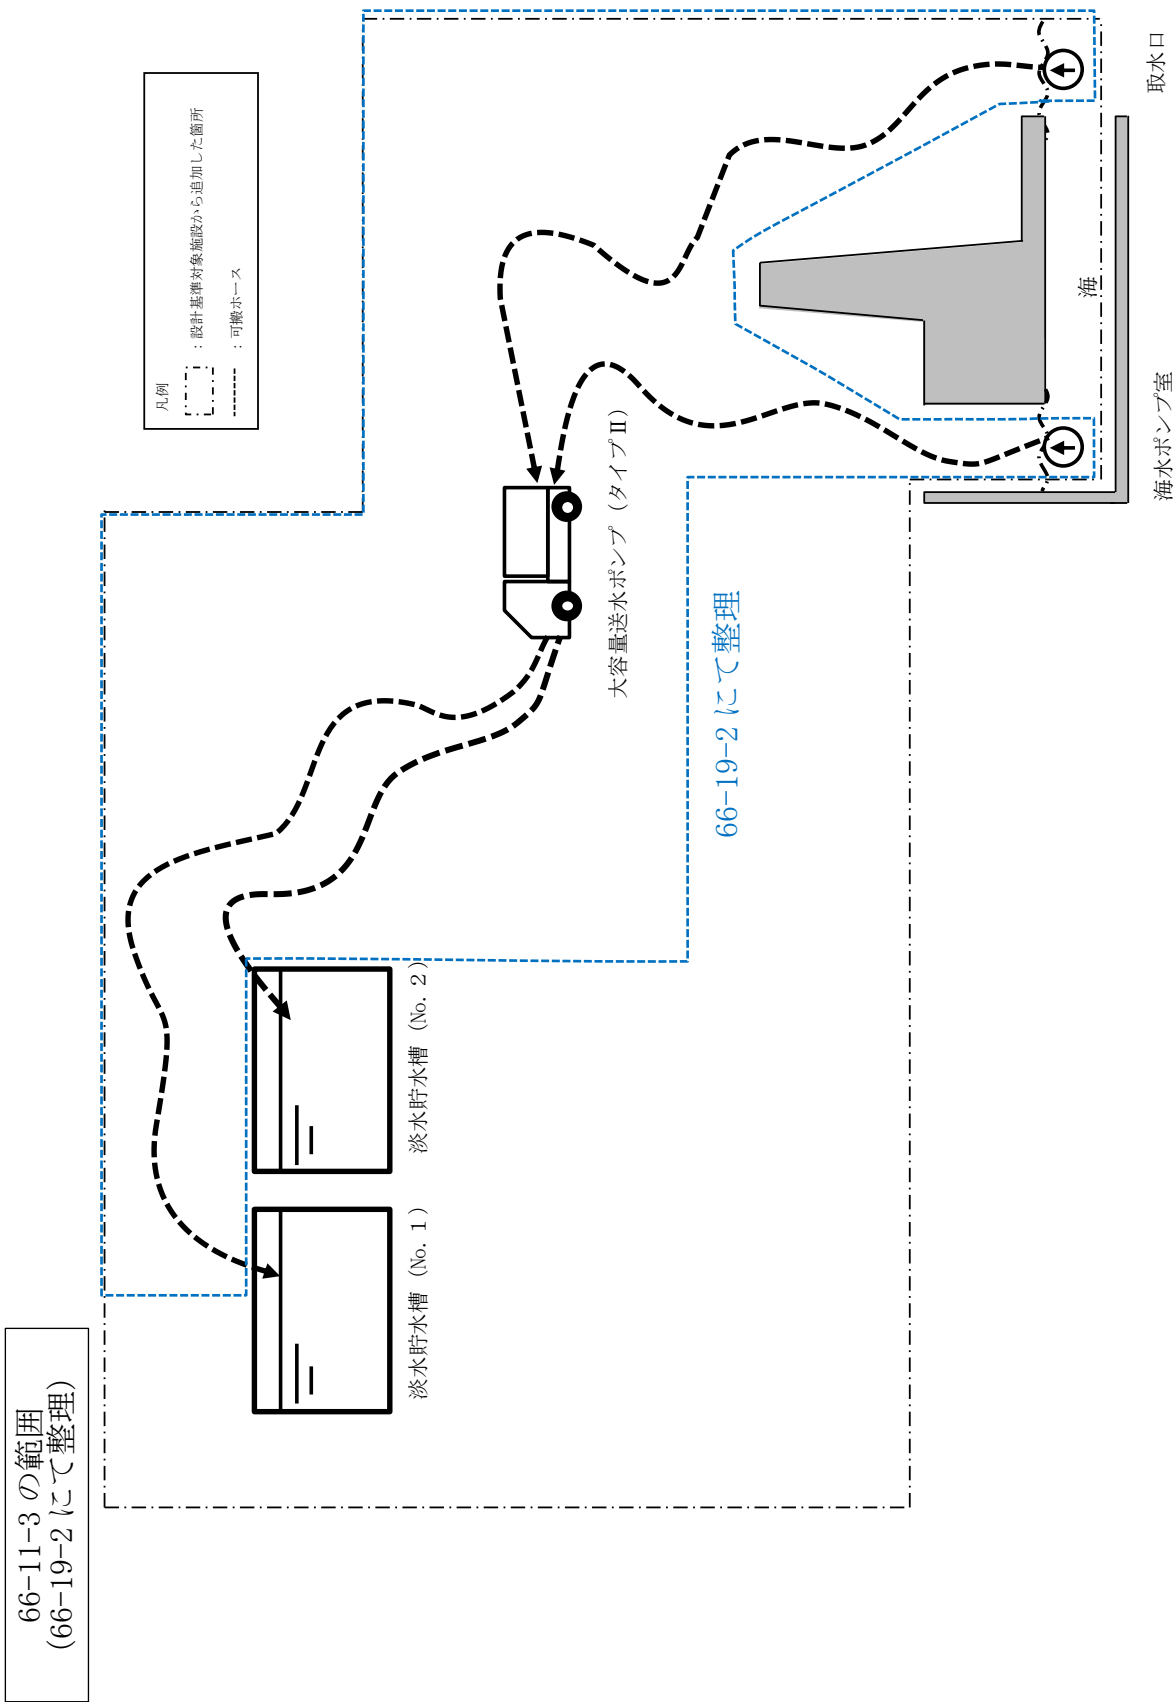 66-11-3 の範囲
(66-19-2 にて整理)
凡例
：設計基準対象施設から追加した箇所
：可搬ホース
淡水貯水槽（No. 1）
淡水貯水槽（No. 2）
大容量送水ポンプ（タイプⅡ）
66-19-2 にて整理
海
海水ポンプ室
取水口